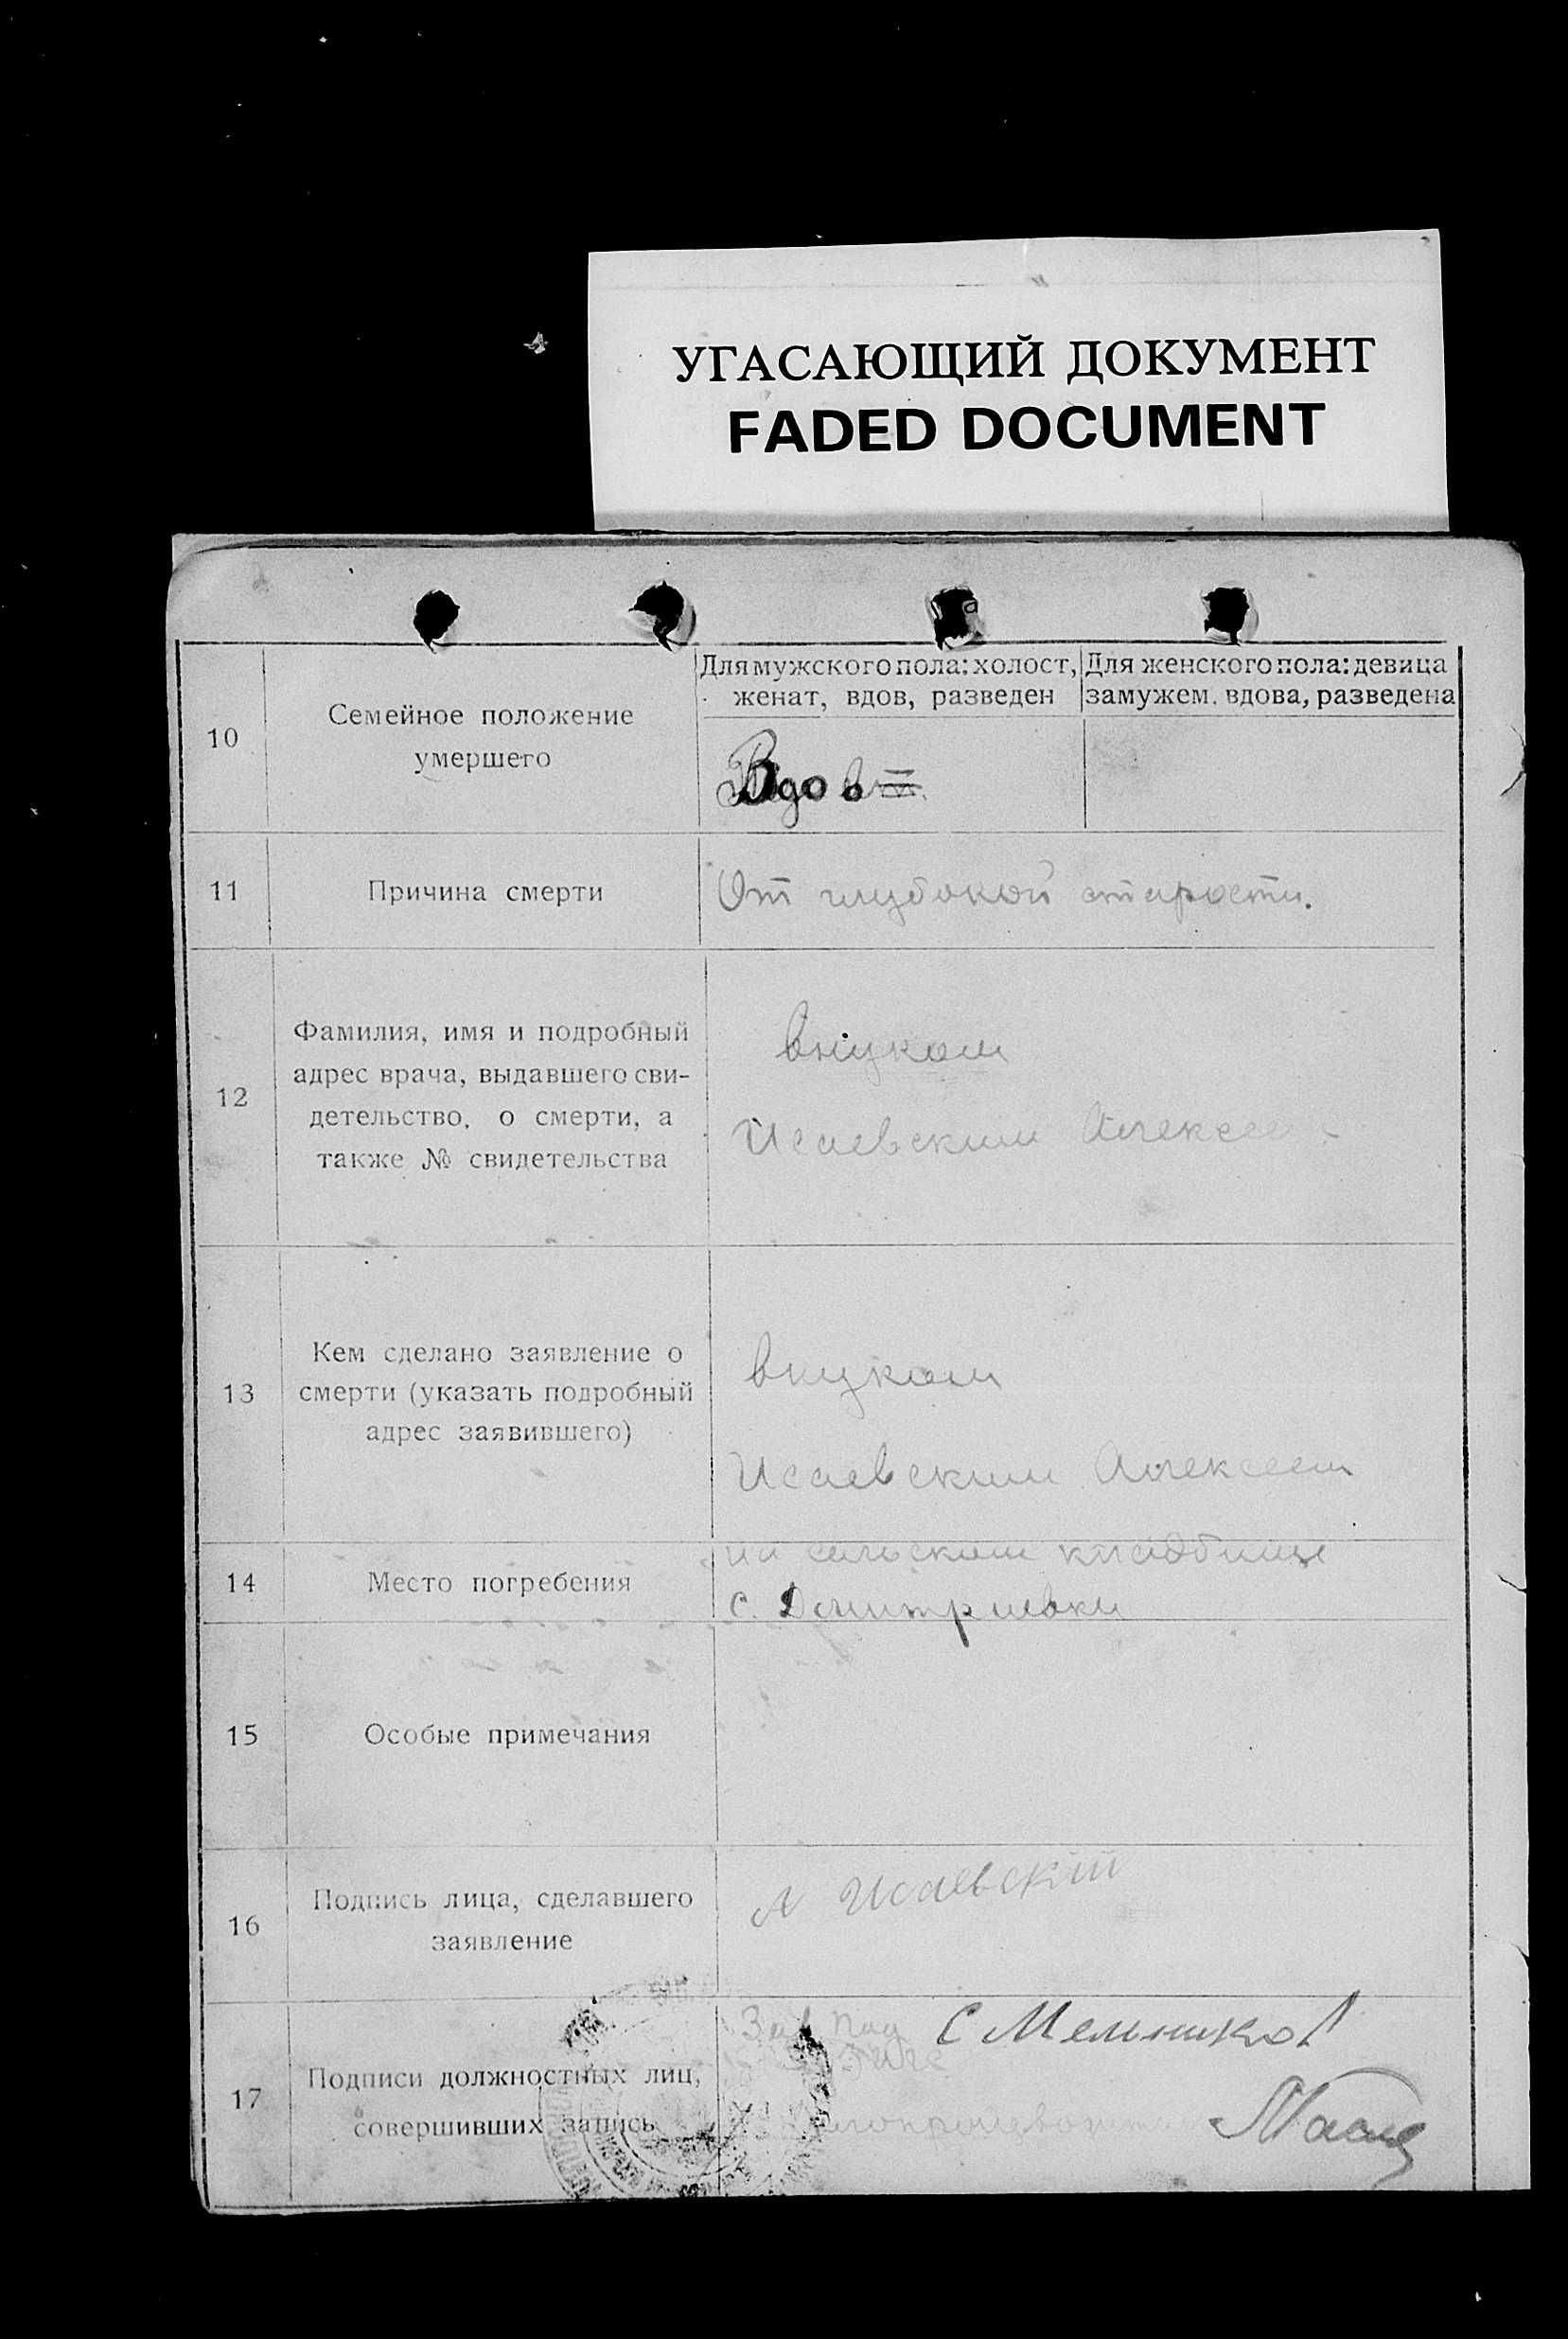 УГАСАЮЩИЙ ДОКУМЕНТ
FADED DOCUMENT
10
Семейное положение
умершего
Для мужского пола: холост,
женат, вдов, разведен
Для женского пола: девица
замужем. вдова, разведена
Вдов
11
Причина смерти
От глубокой старости.
12
Фамилия, имя и подробный
адрес врача, выдавшего сви-
детельство, о смерти, а
также № свидетельства
внуком
Исаевским Алексее
13
Кем сделано заявление о
смерти (указать подробный
адрес заявившего)
внуком
Исаевским Алексеем
14
Место погребения
на сельском кладбище
с. Дмитриевки
15
Особые примечания
16
Подпись лица, сделавшего
заявление
А Исаевский
17
Подписи должностных лиц,
совершивших запись
Зав
С Мельников